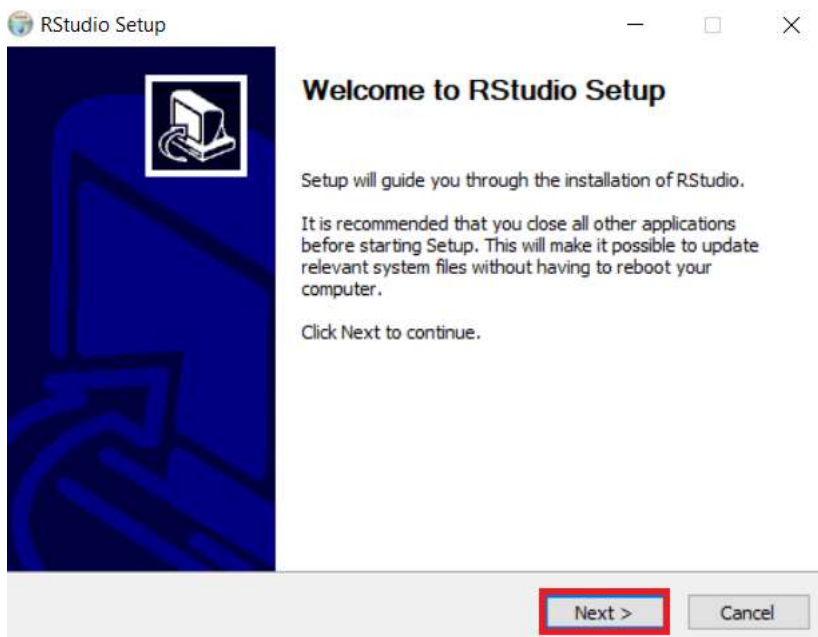 RStudio Setup
Welcome to RStudio Setup
Setup will guide you through the installation of RStudio.
It is recommended that you close all other applications
before starting Setup. This will make it possible to update
relevant system files without having to reboot your
computer.
Click Next to continue.
Next >
Cancel